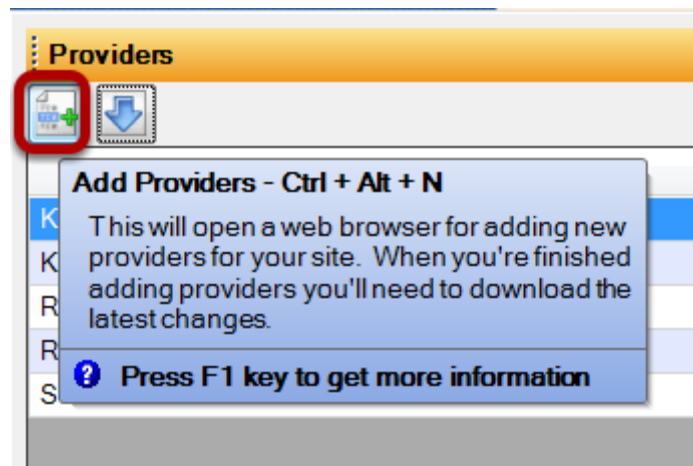 Providers
Add Providers - Ctrl + Alt + N
This will open a web browser for adding new
providers for your site. When you're finished
adding providers you'll need to download the
latest changes.
Press F1 key to get more information
K
K
R
R
S